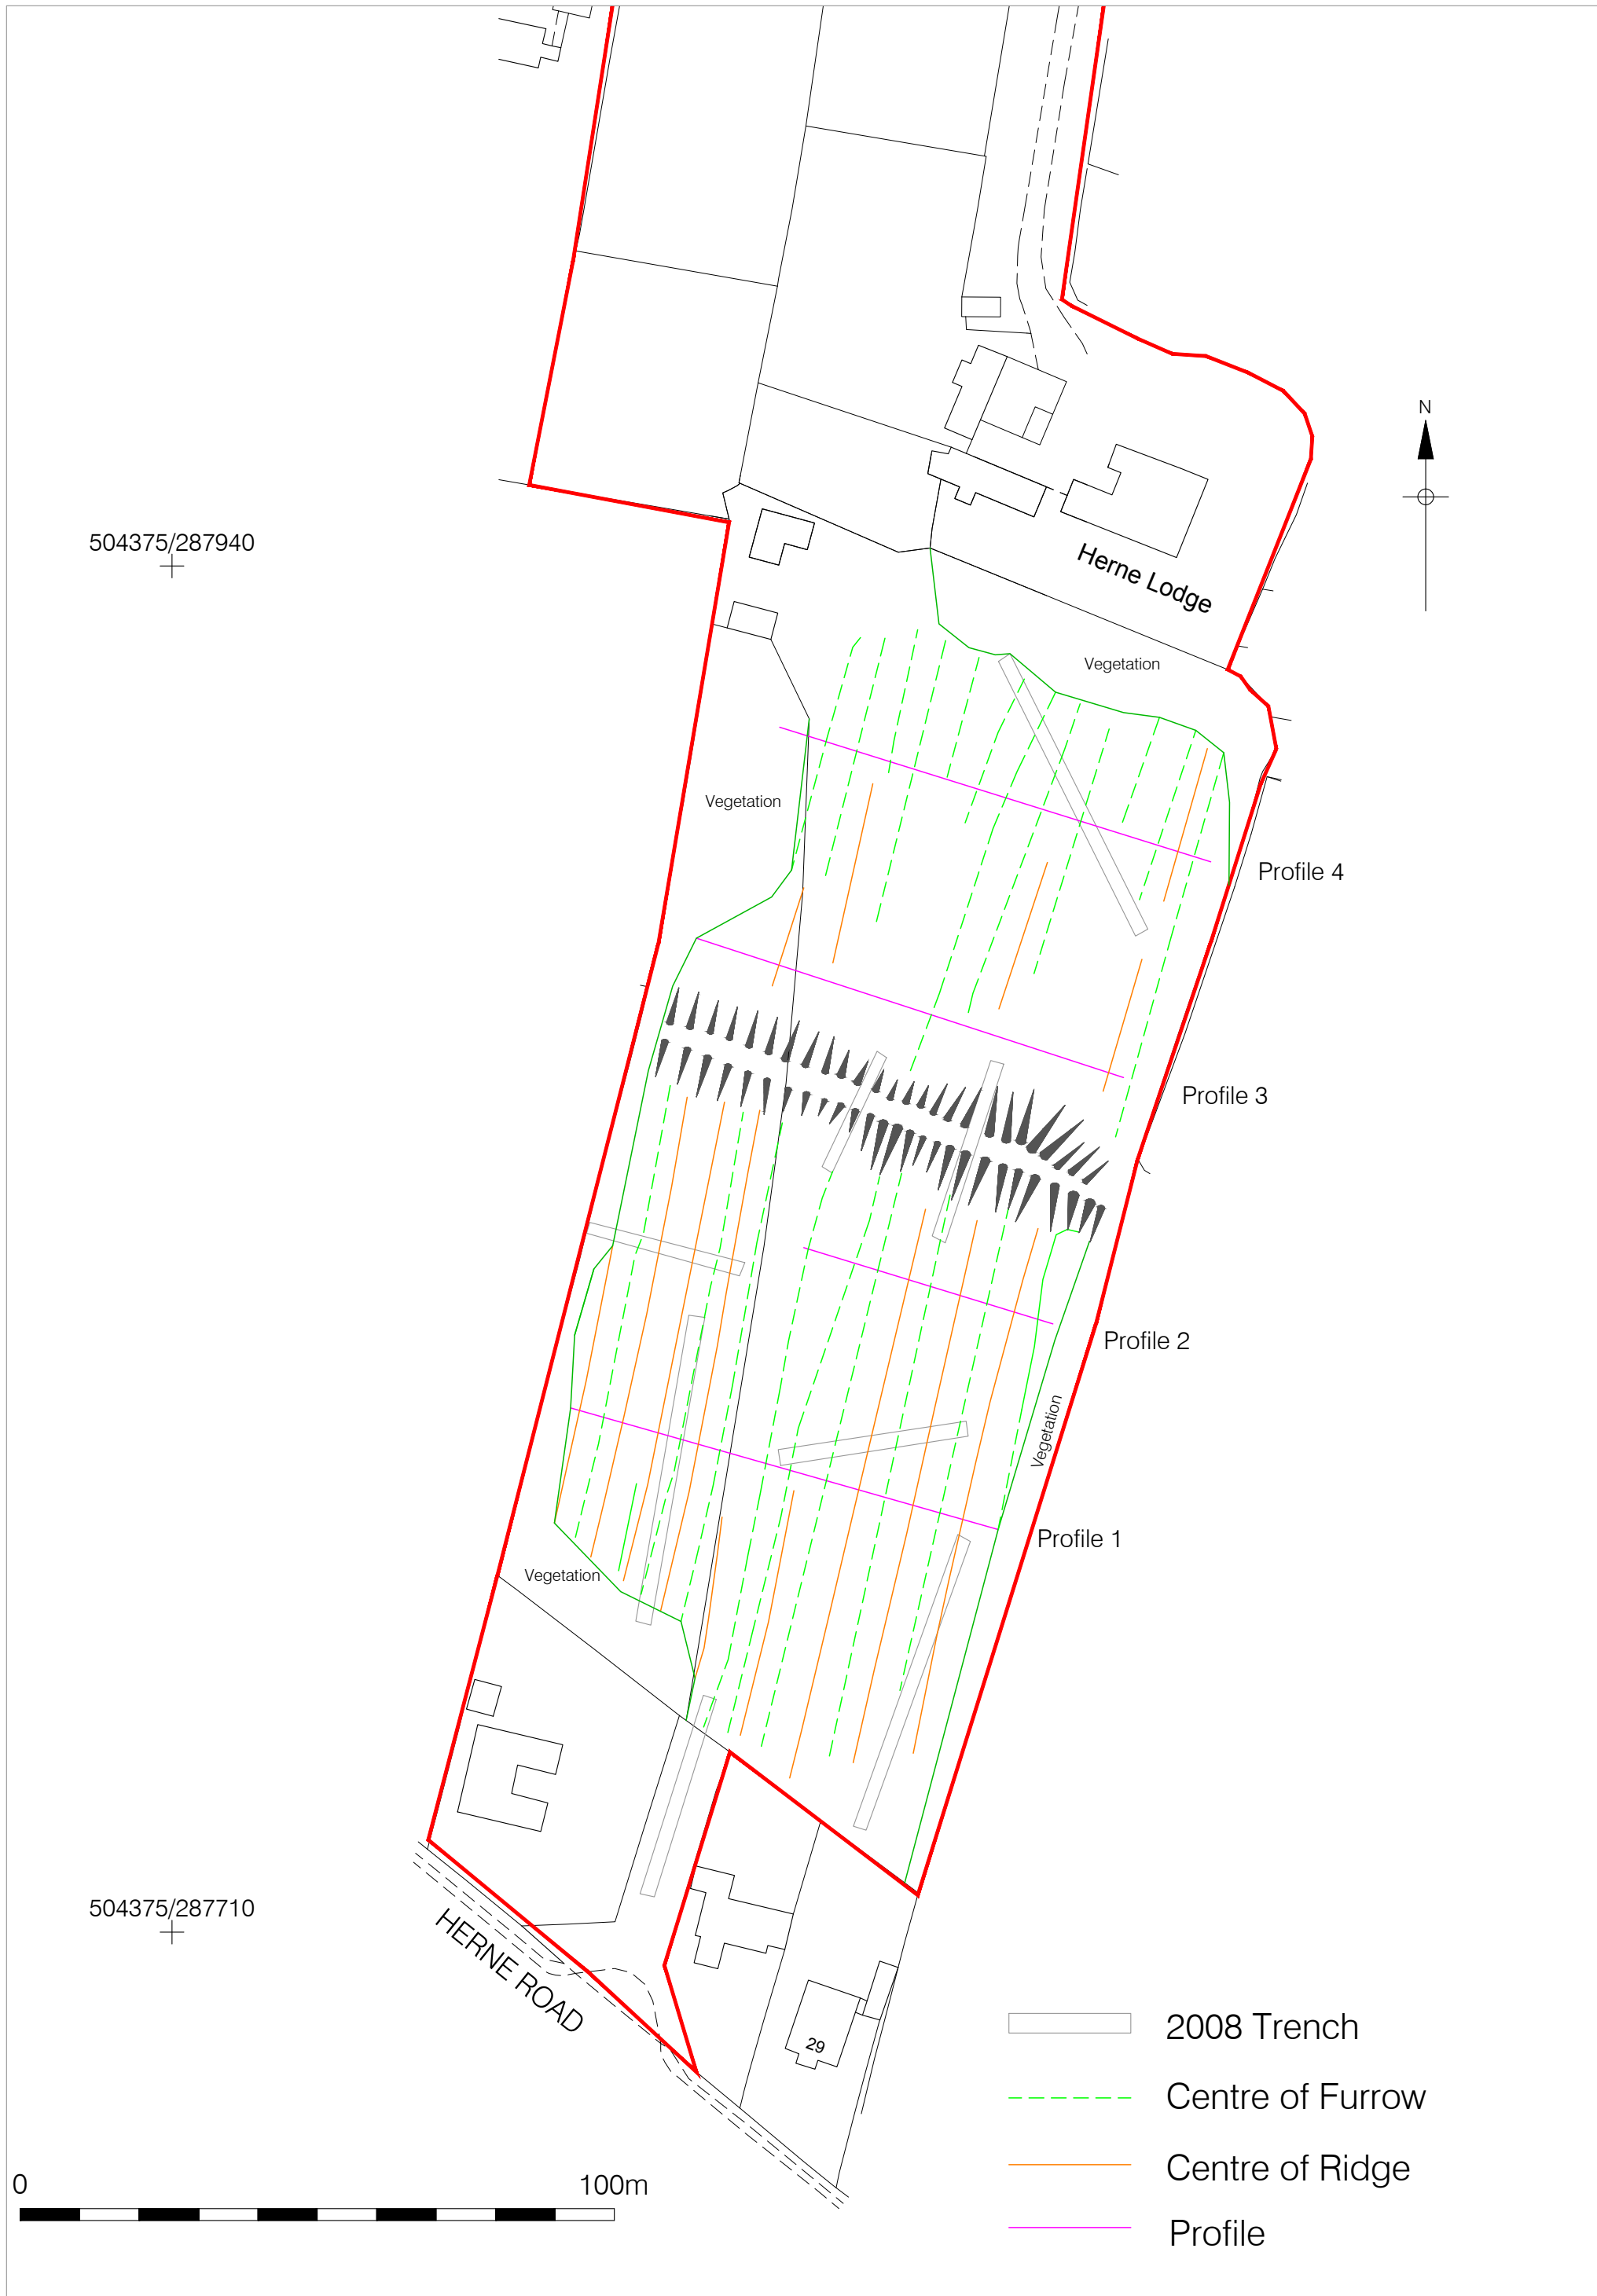 N
504375/287940
Herne Lodge
Vegetation
Vegetation
Profile 4
Profile 3
Profile 2
Vegetation
Profile 1
Vegetation
504375/287710
HERNE ROAD
29
2008 Trench
Centre of Furrow
Centre of Ridge
Profile
0
100m